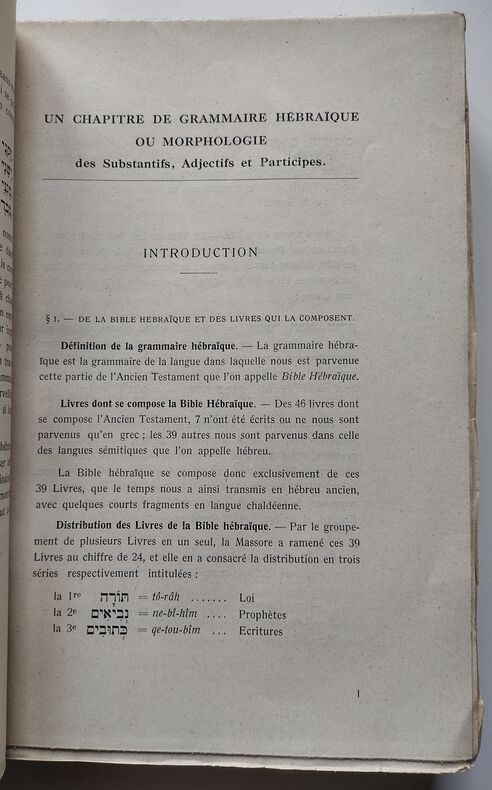 UN CHAPITRE DE GRAMMAIRE HÉBRAÏQUE
OU MORPHOLOGIE
des Substantifs, Adjectifs et Participes.
INTRODUCTION
§ 1. — DE LA BIBLE HEBRAÏQUE ET DES LIVRES QUI LA COMPOSENT.
Définition de la grammaire hébraïque. — La grammaire hébra-
ïque est la grammaire de la langue dans laquelle nous est parvenue
cette partie de l'Ancien Testament que l'on appelle Bible Hébraïque.
Livres dont se compose la Bible Hébraïque. — Des 46 livres dont
se compose l'Ancien Testament, 7 n'ont été écrits ou ne nous sont
parvenus qu'en grec ; les 39 autres nous sont parvenus dans celle
des langues sémitiques que l'on appelle hébreu.
La Bible hébraïque se compose donc exclusivement de ces
39 Livres, que le temps nous a ainsi transmis en hébreu ancien,
avec quelques courts fragments en langue chaldéenne.
Distribution des Livres de la Bible hébraïque. — Par le groupe-
ment de plusieurs Livres en un seul, la Massore a ramené ces 39
Livres au chiffre de 24, et elle en a consacré la distribution en trois
séries respectivement intitulées :
la 1re תּוֹרָה = tô-râh ....... Loi
la 2e נְבִיאִים = ne-bî-hîm .... Prophètes
la 3e כְּתוּבִים = qe-tou-bîm ... Ecritures
1